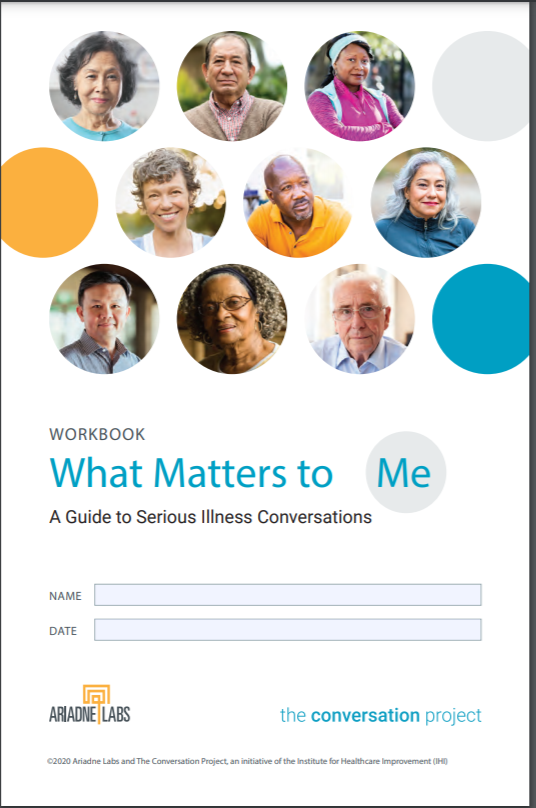 WORKBOOK
What Matters to Me
A Guide to Serious Illness Conversations
NAME
DATE
ARIADNE LABS
the conversation project
©2020 Ariadne Labs and The Conversation Project, an initiative of the Institute for Healthcare Improvement (IHI)